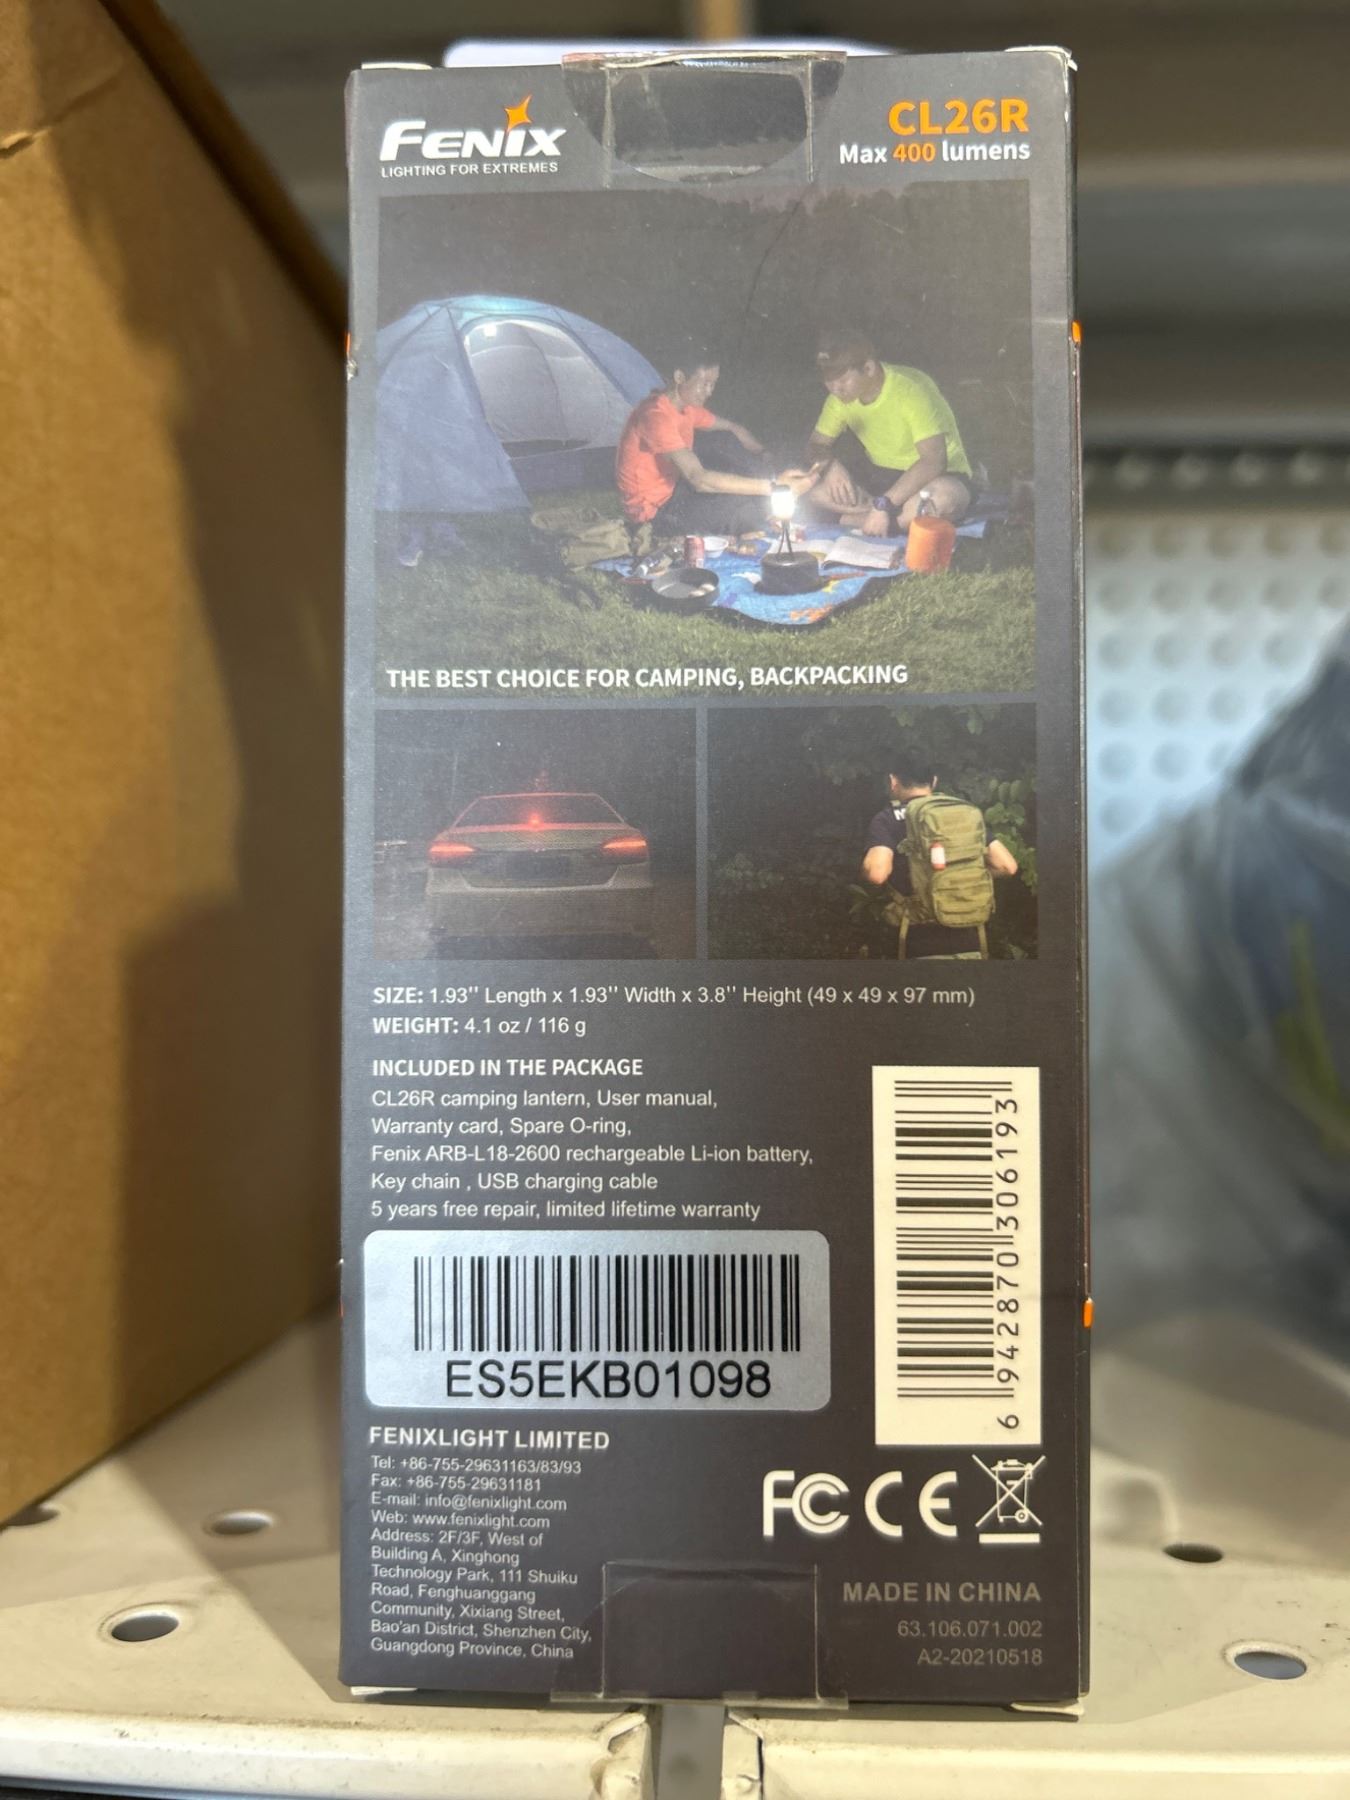 FENIX
LIGHTING FOR EXTREMES
CL26R
Max 400 lumens
THE BEST CHOICE FOR CAMPING, BACKPACKING
SIZE: 1.93'' Length x 1.93'' Width x 3.8'' Height (49 x 49 x 97 mm)
WEIGHT: 4.1 oz / 116 g
INCLUDED IN THE PACKAGE
CL26R camping lantern, User manual,
Warranty card, Spare O-ring,
Fenix ARB-L18-2600 rechargeable Li-ion battery,
Key chain , USB charging cable
5 years free repair, limited lifetime warranty
ES5EKB01098
6 942870 306193
FENIXLIGHT LIMITED
Tel: +86-755-29631163/83/93
Fax: +86-755-29631181
E-mail: info@fenixlight.com
Web: www.fenixlight.com
Address: 2F/3F, West of
Building A, Xinghong
Technology Park, 111 Shuiku
Road, Fenghuanggang
Community, Xixiang Street,
Bao'an District, Shenzhen City,
Guangdong Province, China
FC CE
MADE IN CHINA
63.106.071.002
A2-20210518